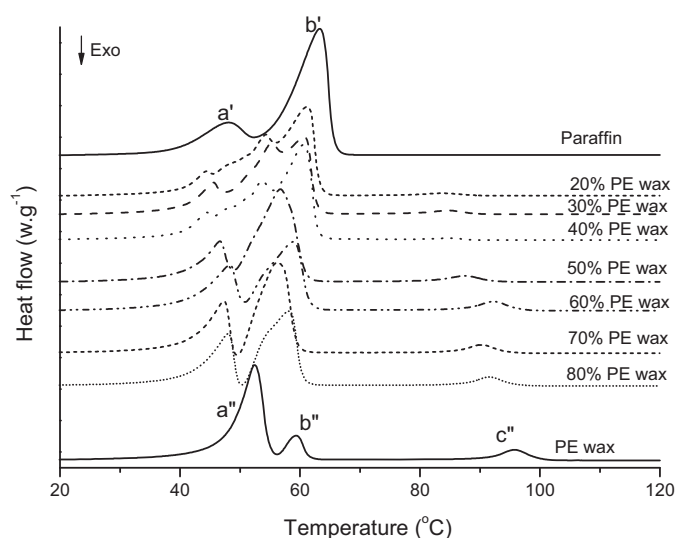 b'
Exo
a'
Paraffin
20% PE wax
30% PE wax
40% PE wax
50% PE wax
60% PE wax
70% PE wax
80% PE wax
a"
b"
c"
PE wax
Heat flow (w.g⁻¹)
20 40 60 80 100 120
Temperature (°C)